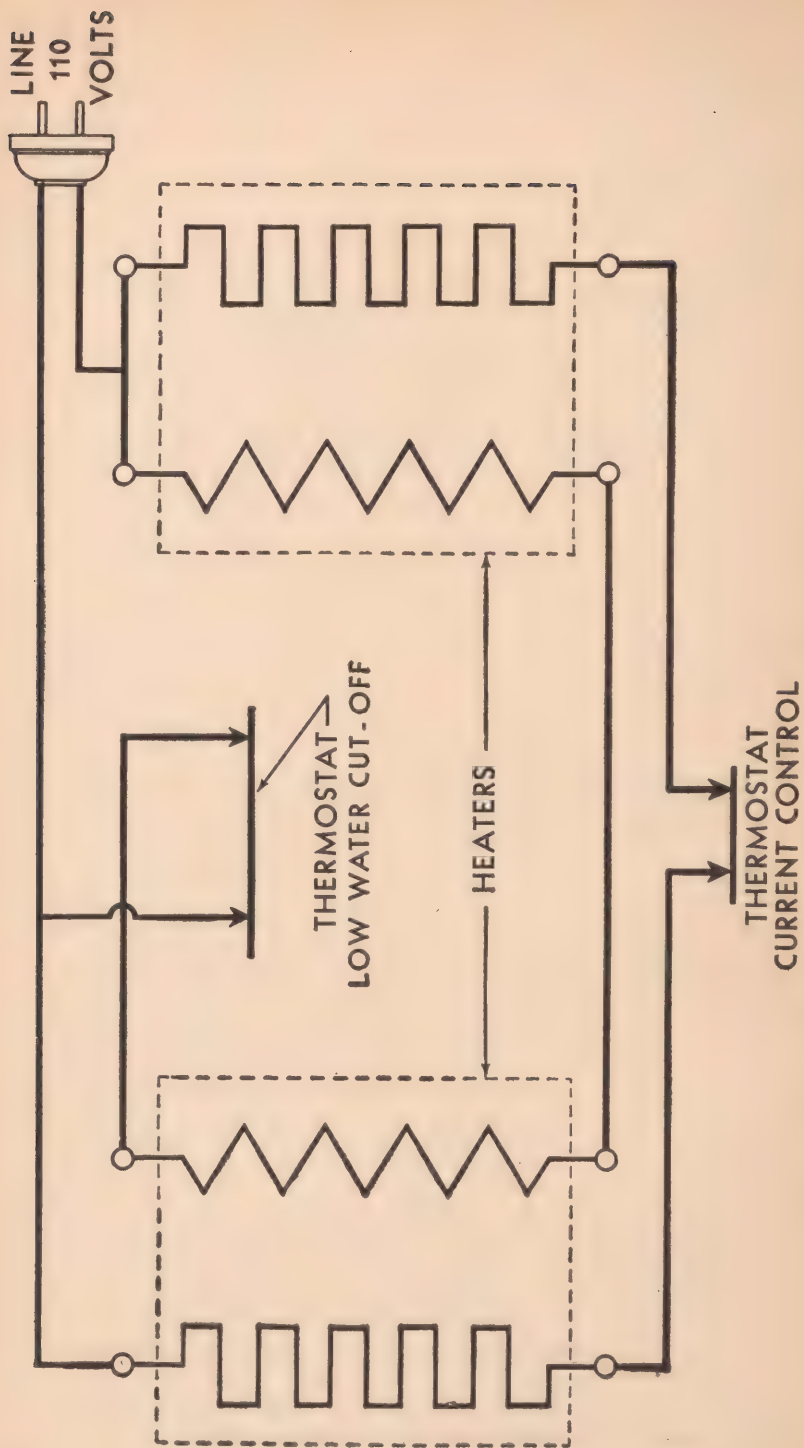 LINE
110
VOLTS
THERMOSTAT—
LOW WATER CUT-OFF
HEATERS
THERMOSTAT
CURRENT CONTROL